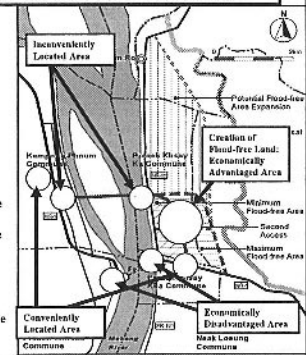 Inconveniently
Located Area
N
Potential Flood-free
Area Expansion
Creation of
Flood-free Land:
Economically
Advantaged Area
Commune
Ka Commune
Minimum
Flood-free Area
Second
Access
Maximum
Flood-free Area
Conveniently
Located Area
Economically
Disadvantaged Area
Commune
Mekong
River
Neak Loeung
Commune